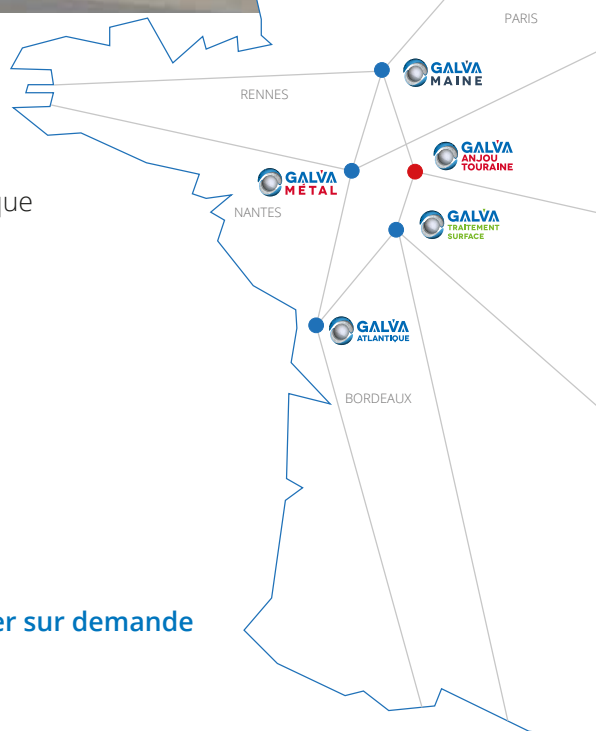 PARIS
GALVA
MAINE
RENNES
GALVA
ANJOU
TOURAINE
GALVA
MÉTAL
que
NANTES
GALVA
TRAITEMENT
SURFACE
GALVA
ATLANTIQUE
BORDEAUX
er sur demande